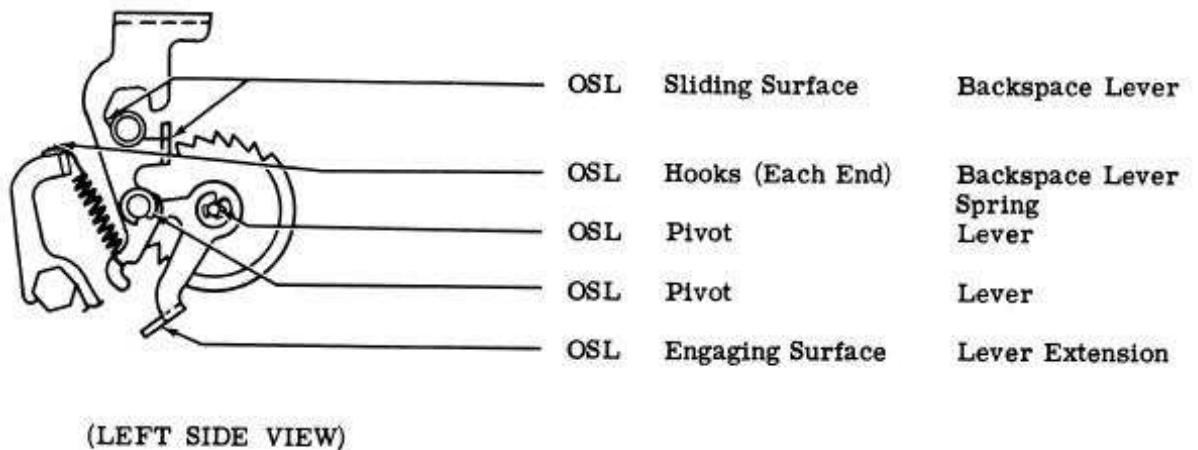 OSL Sliding Surface Backspace Lever
OSL Hooks (Each End) Backspace Lever
Spring
OSL Pivot Lever
OSL Pivot Lever
OSL Engaging Surface Lever Extension
(LEFT SIDE VIEW)